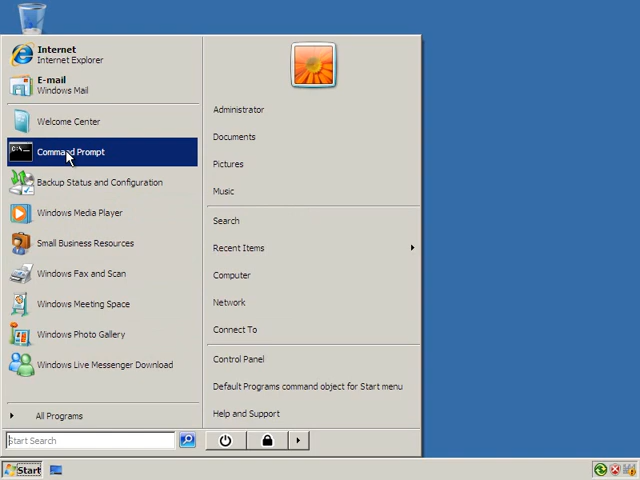 Internet
Internet Explorer
E-mail
Windows Mail
Welcome Center
Command Prompt
Backup Status and Configuration
Windows Media Player
Small Business Resources
Windows Fax and Scan
Windows Meeting Space
Windows Photo Gallery
Windows Live Messenger Download
All Programs
Start Search
Administrator
Documents
Pictures
Music
Search
Recent Items
Computer
Network
Connect To
Control Panel
Default Programs command object for Start menu
Help and Support
Start